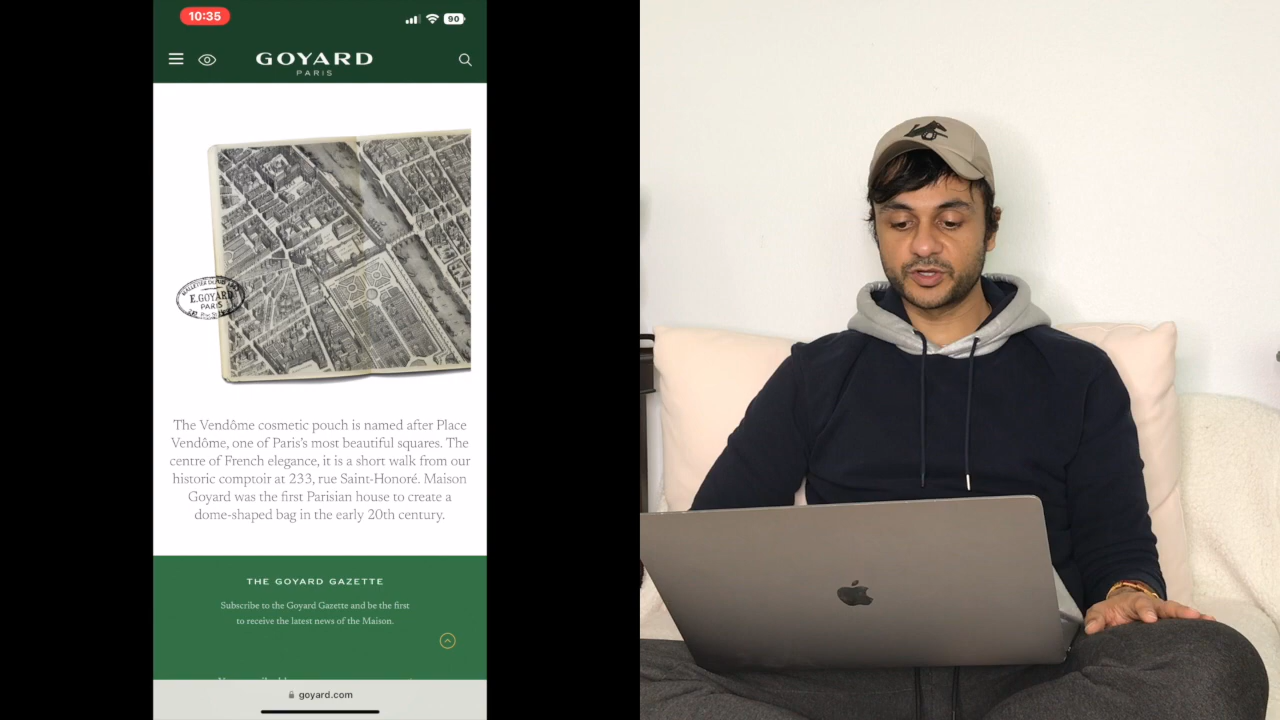 10:35
90
GOYARD
PARIS
E.GOYARD
PARIS
The Vendôme cosmetic pouch is named after Place
Vendôme, one of Paris's most beautiful squares. The
centre of French elegance, it is a short walk from our
historic comptoir at 233, rue Saint-Honoré. Maison
Goyard was the first Parisian house to create a
dome-shaped bag in the early 20th century.
THE GOYARD GAZETTE
Subscribe to the Goyard Gazette and be the first
to receive the latest news of the Maison.
goyard.com